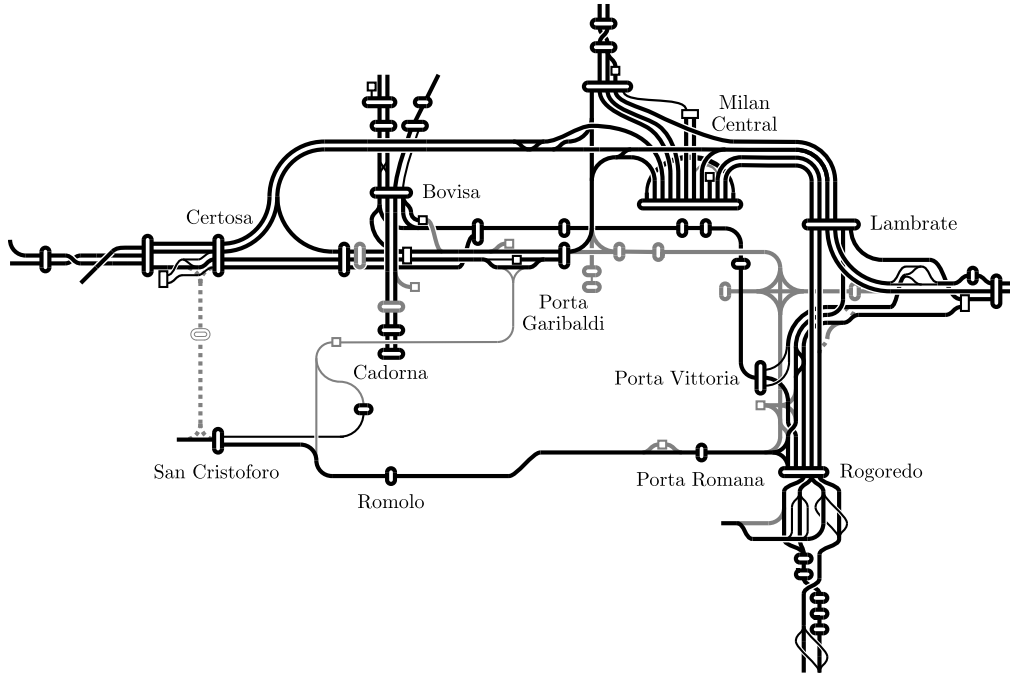 Milan
Central
Bovisa
Certosa
Lambrate
Porta
Garibaldi
Cadorna
Porta Vittoria
San Cristoforo
Porta Romana
Rogoredo
Romolo